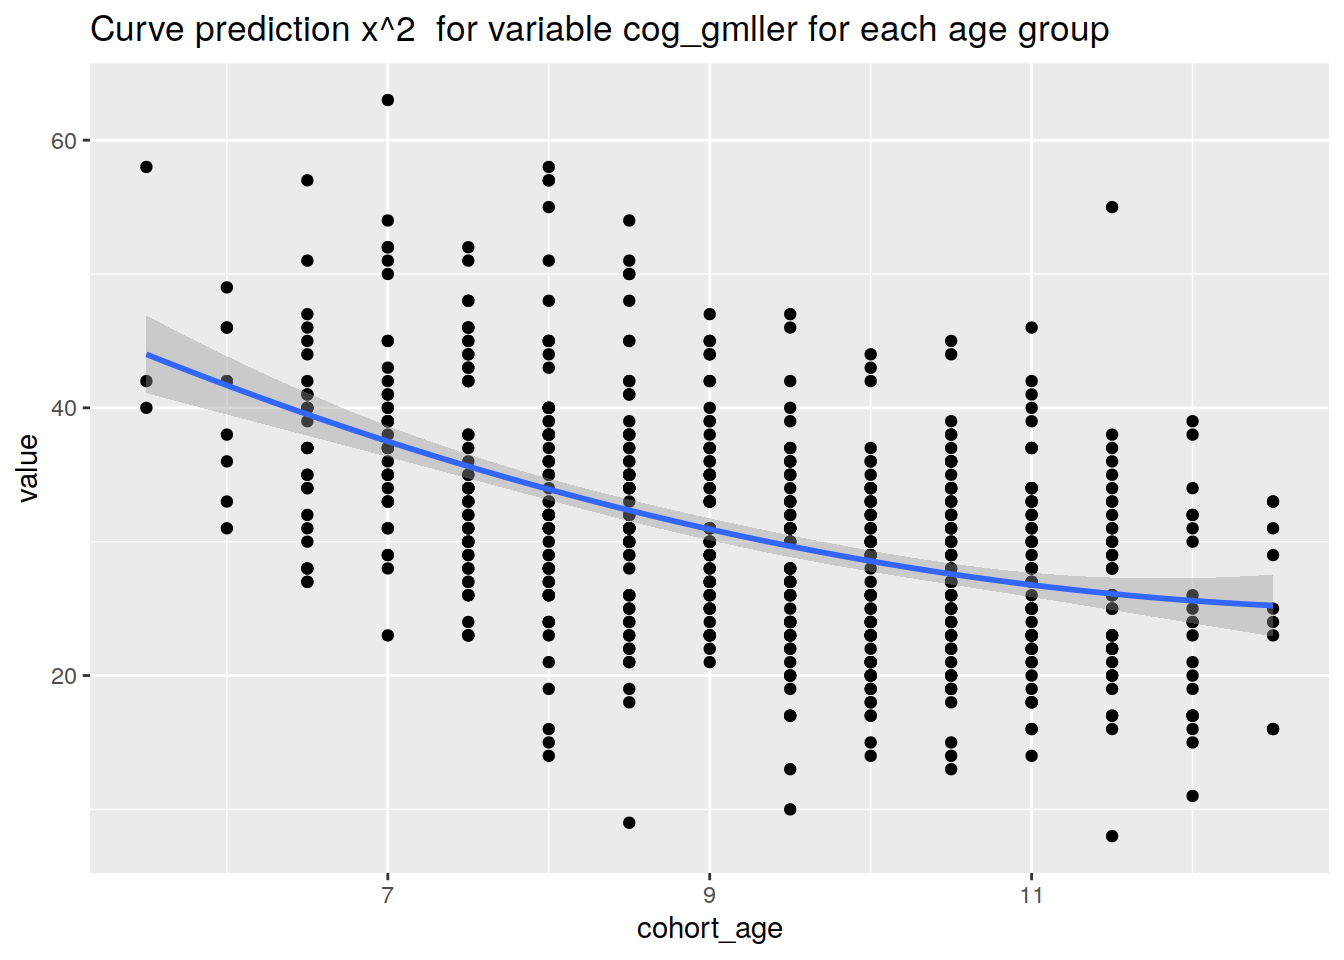 Curve prediction x^2  for variable cog_gmller for each age group
value
60
40
20
7
9
11
cohort_age